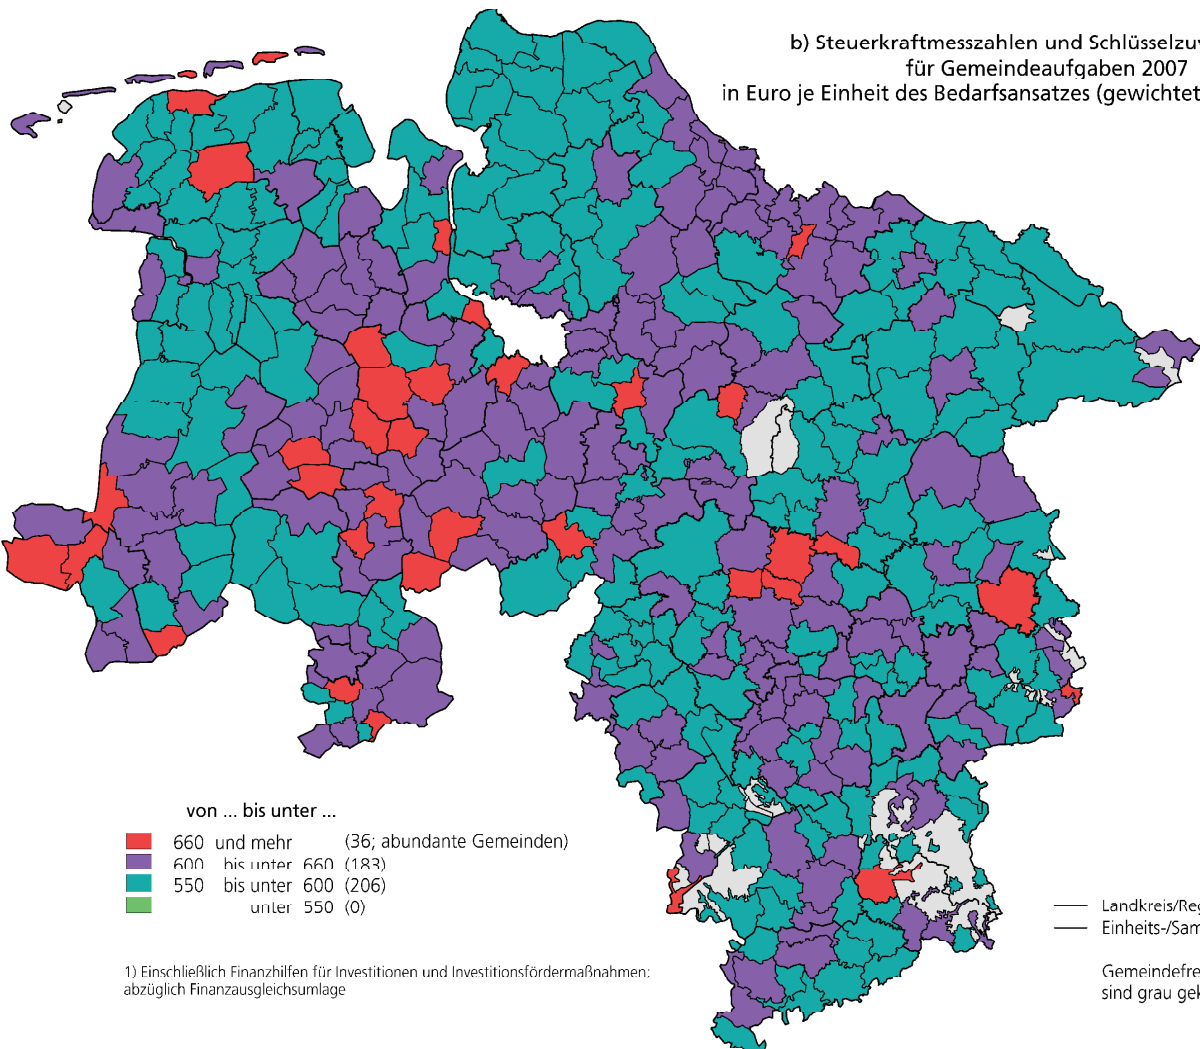 b) Steuerkraftmesszahlen und Schlüsselzu
für Gemeindeaufgaben 2007
in Euro je Einheit des Bedarfsansatzes (gewichtet
von ... bis unter ...
660 und mehr (36; abundante Gemeinden)
600 bis unter 660 (183)
550 bis unter 600 (206)
unter 550 (0)
1) Einschließlich Finanzhilfen für Investitionen und Investitionsfördermaßnahmen;
abzüglich Finanzausgleichsumlage
Landkreis/Reg
Einheits-/Sam
Gemeindefre
sind grau gek